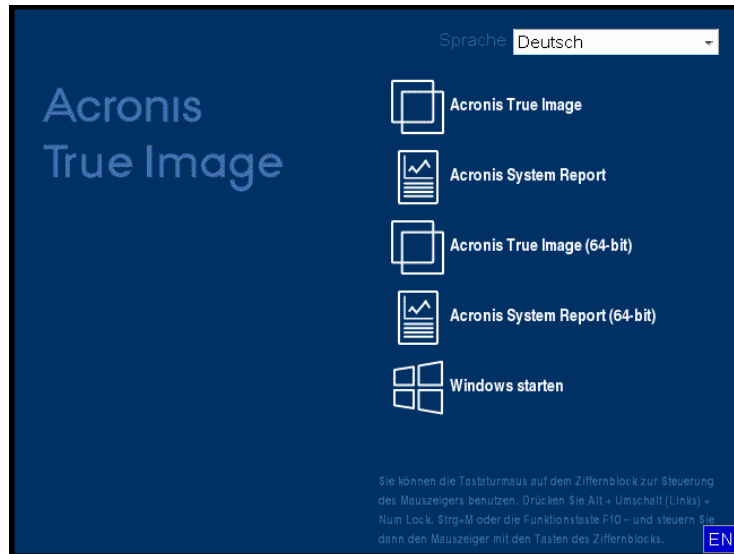 Sprache Deutsch
Acronis
True Image
Acronis True Image
Acronis System Report
Acronis True Image (64-bit)
Acronis System Report (64-bit)
Windows starten
Sie können die Tastaturmaus auf dem Ziffernblock zur Steuerung
des Mauszeigers benutzen. Drücken Sie Alt + Umschalt (Links) +
Num Lock, Strg+M oder die Funktionstaste F10 – und steuern Sie
dann den Mauszeiger mit den Tasten des Ziffernblocks.
EN